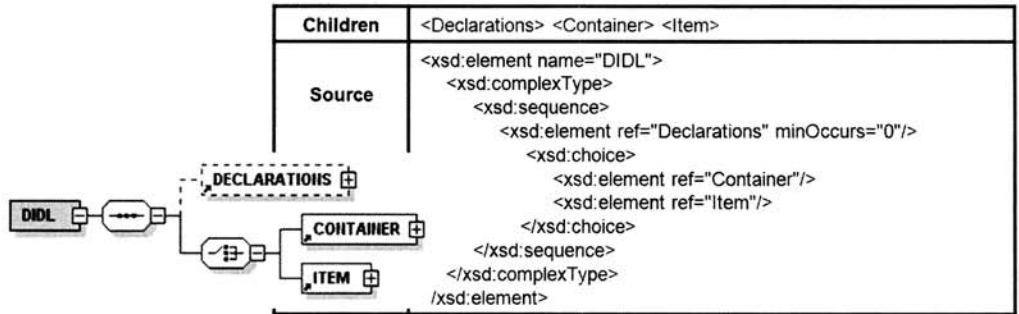 Children <Declarations> <Container> <Item>
Source
<xsd:element name="DIDL">
<xsd:complexType>
<xsd:sequence>
<xsd:element ref="Declarations" minOccurs="0"/>
<xsd:choice>
<xsd:element ref="Container"/>
<xsd:element ref="Item"/>
</xsd:choice>
</xsd:sequence>
</xsd:complexType>
/xsd:element>
DIDL
DECLARATIONS
CONTAINER
ITEM